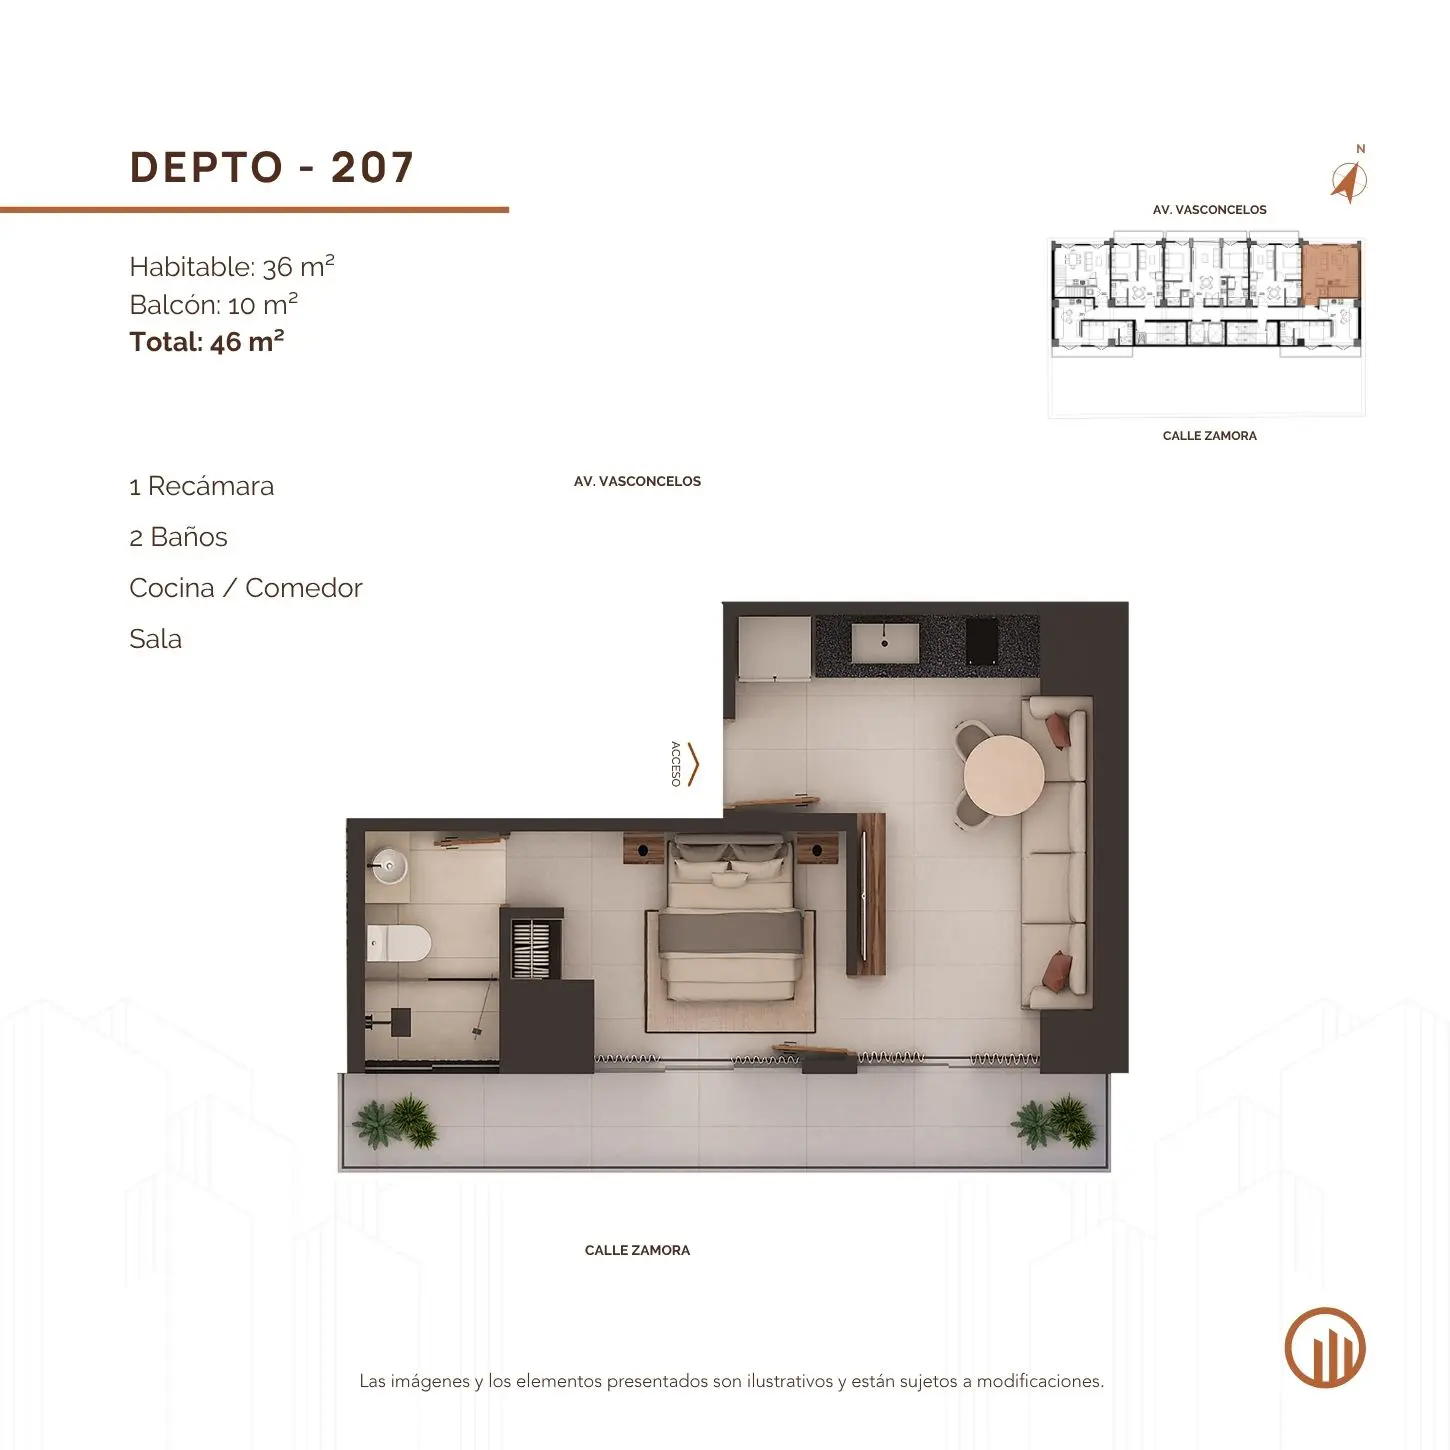 DEPTO - 207
Habitable: 36 m²
Balcón: 10 m²
Total: 46 m²
1 Recámara
2 Baños
Cocina / Comedor
Sala
N
AV. VASCONCELOS
CALLE ZAMORA
AV. VASCONCELOS
ACCESO
CALLE ZAMORA
Las imágenes y los elementos presentados son ilustrativos y están sujetos a modificaciones.